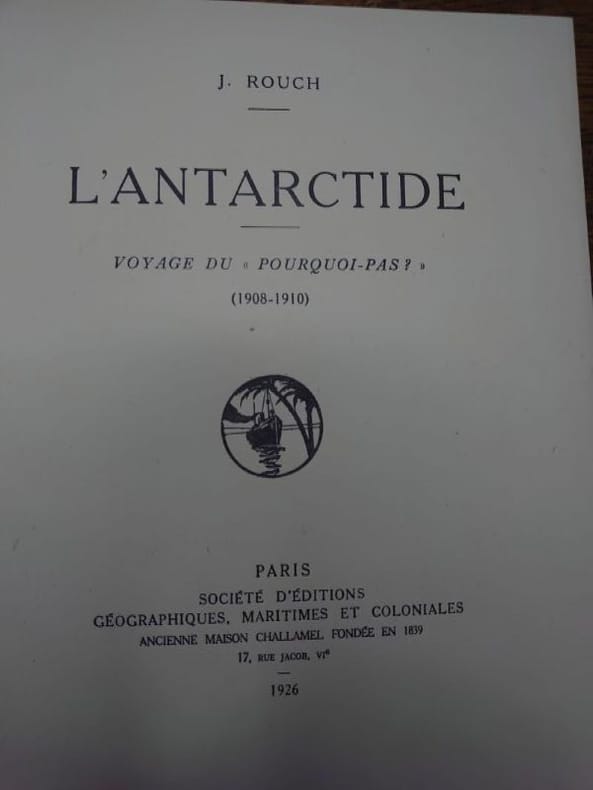 J. ROUCH
L'ANTARCTIDE
VOYAGE DU « POURQUOI-PAS? »
(1908-1910)
PARIS
SOCIÉTÉ D'ÉDITIONS
GÉOGRAPHIQUES, MARITIMES ET COLONIALES
ANCIENNE MAISON CHALLAMEL FONDÉE EN 1839
17, RUE JACOB, VIᵉ
1926